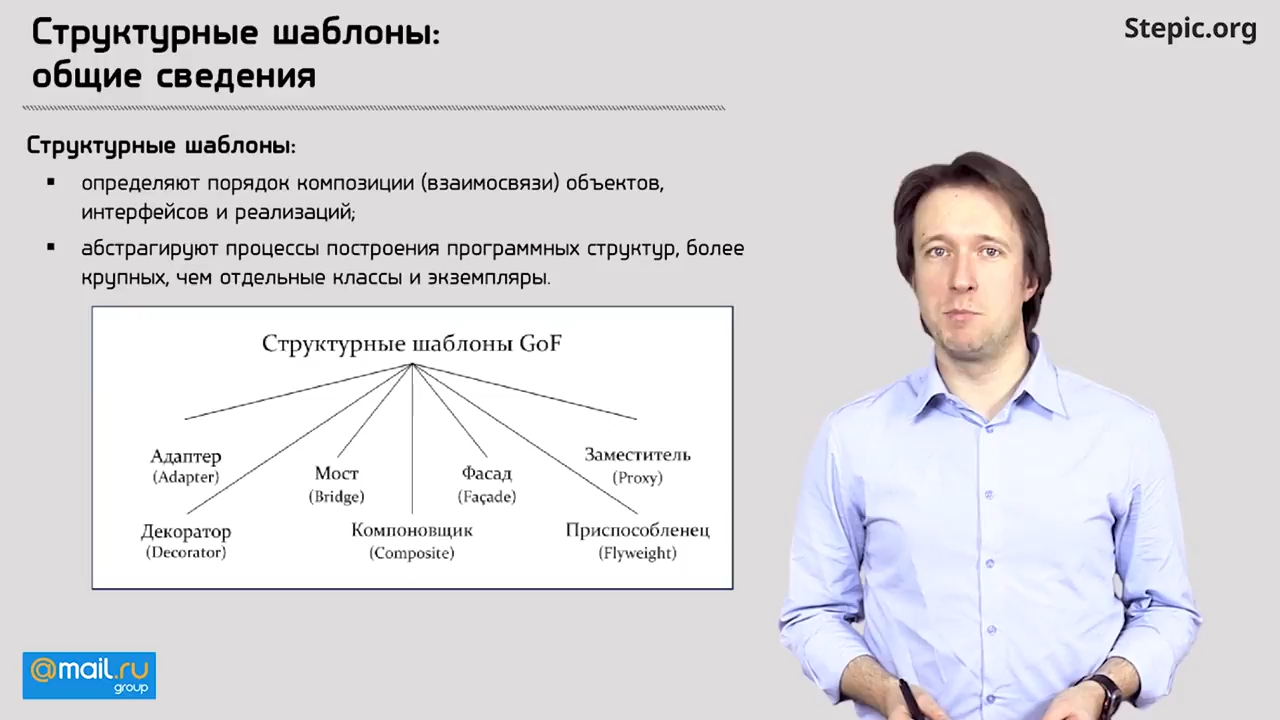 Структурные шаблоны:
общие сведения
Stepic.org
Структурные шаблоны:
▪ определяют порядок композиции (взаимосвязи) объектов,
интерфейсов и реализаций;
▪ абстрагируют процессы построения программных структур, более
крупных, чем отдельные классы и экземпляры.
Структурные шаблоны GoF
Адаптер
(Adapter)
Мост
(Bridge)
Фасад
(Façade)
Заместитель
(Proxy)
Декоратор
(Decorator)
Компоновщик
(Composite)
Приспособленец
(Flyweight)
@mail.ru
group